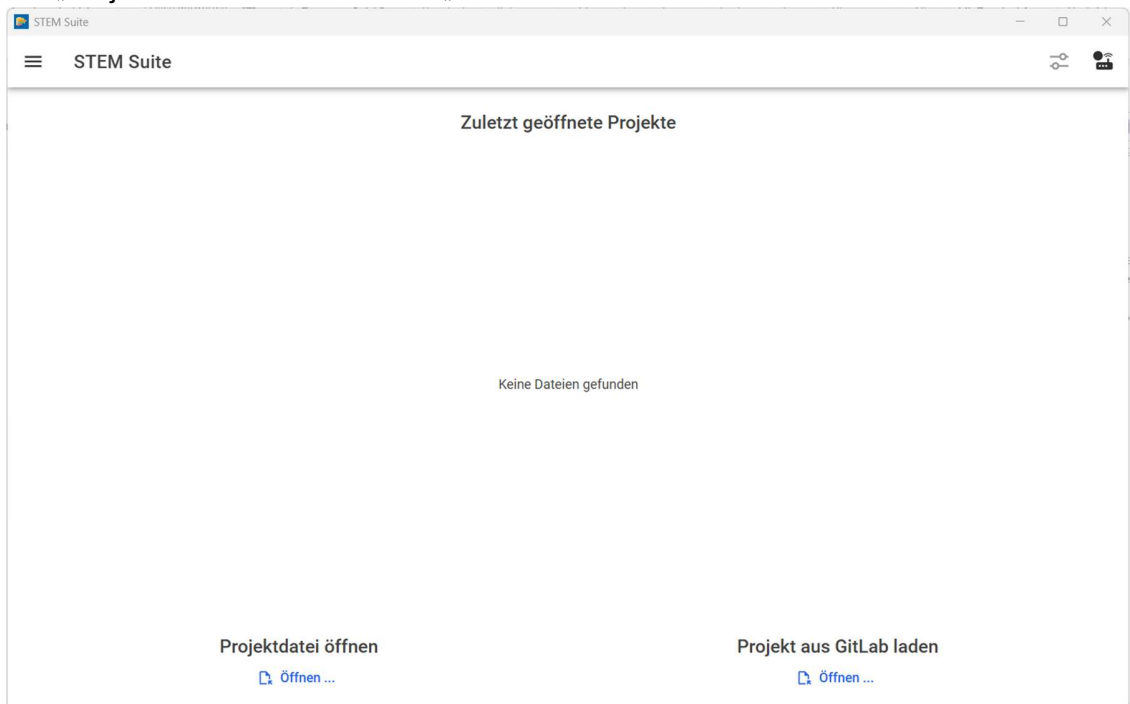 STEM Suite
STEM Suite
Zuletzt geöffnete Projekte
Keine Dateien gefunden
Projektdatei öffnen
Projekt aus GitLab laden
Öffnen ...
Öffnen ...